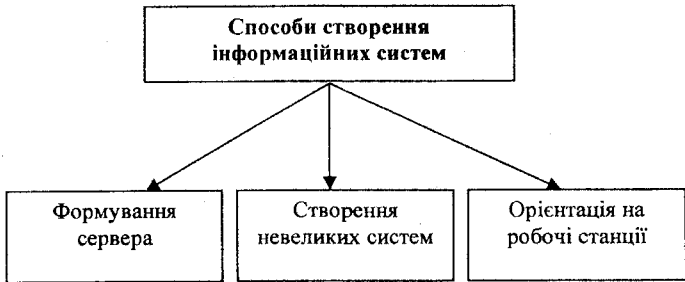 Способи створення
інформаційних систем
Формування
сервера
Створення
невеликих систем
Орієнтація на
робочі станції